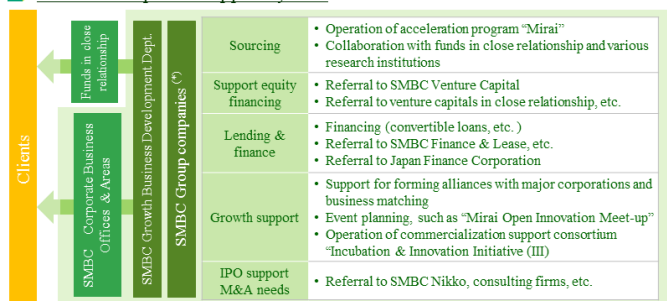 Clients
Funds in close
relationship
SMBC Corporate Business
Offices & Areas
SMBC Growth Business Development Dept.
SMBC Group companies (*)
Sourcing
• Operation of acceleration program “Mirai”
• Collaboration with funds in close relationship and various
research institutions
Support equity
financing
• Referral to SMBC Venture Capital
• Referral to venture capitals in close relationship, etc.
Lending &
finance
• Financing (convertible loans, etc. )
• Referral to SMBC Finance & Lease, etc.
• Referral to Japan Finance Corporation
Growth support
• Support for forming alliances with major corporations and
business matching
• Event planning, such as “Mirai Open Innovation Meet-up”
• Operation of commercialization support consortium
“Incubation & Innovation Initiative (III)
IPO support
M&A needs
• Referral to SMBC Nikko, consulting firms, etc.